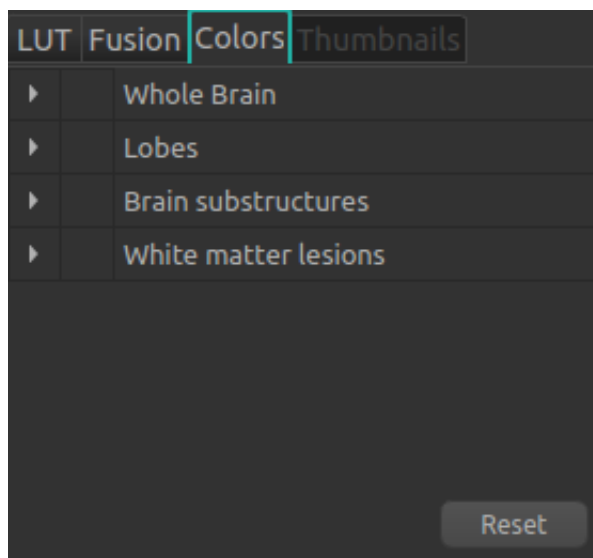 LUT Fusion Colors Thumbnails
Whole Brain
Lobes
Brain substructures
White matter lesions
Reset